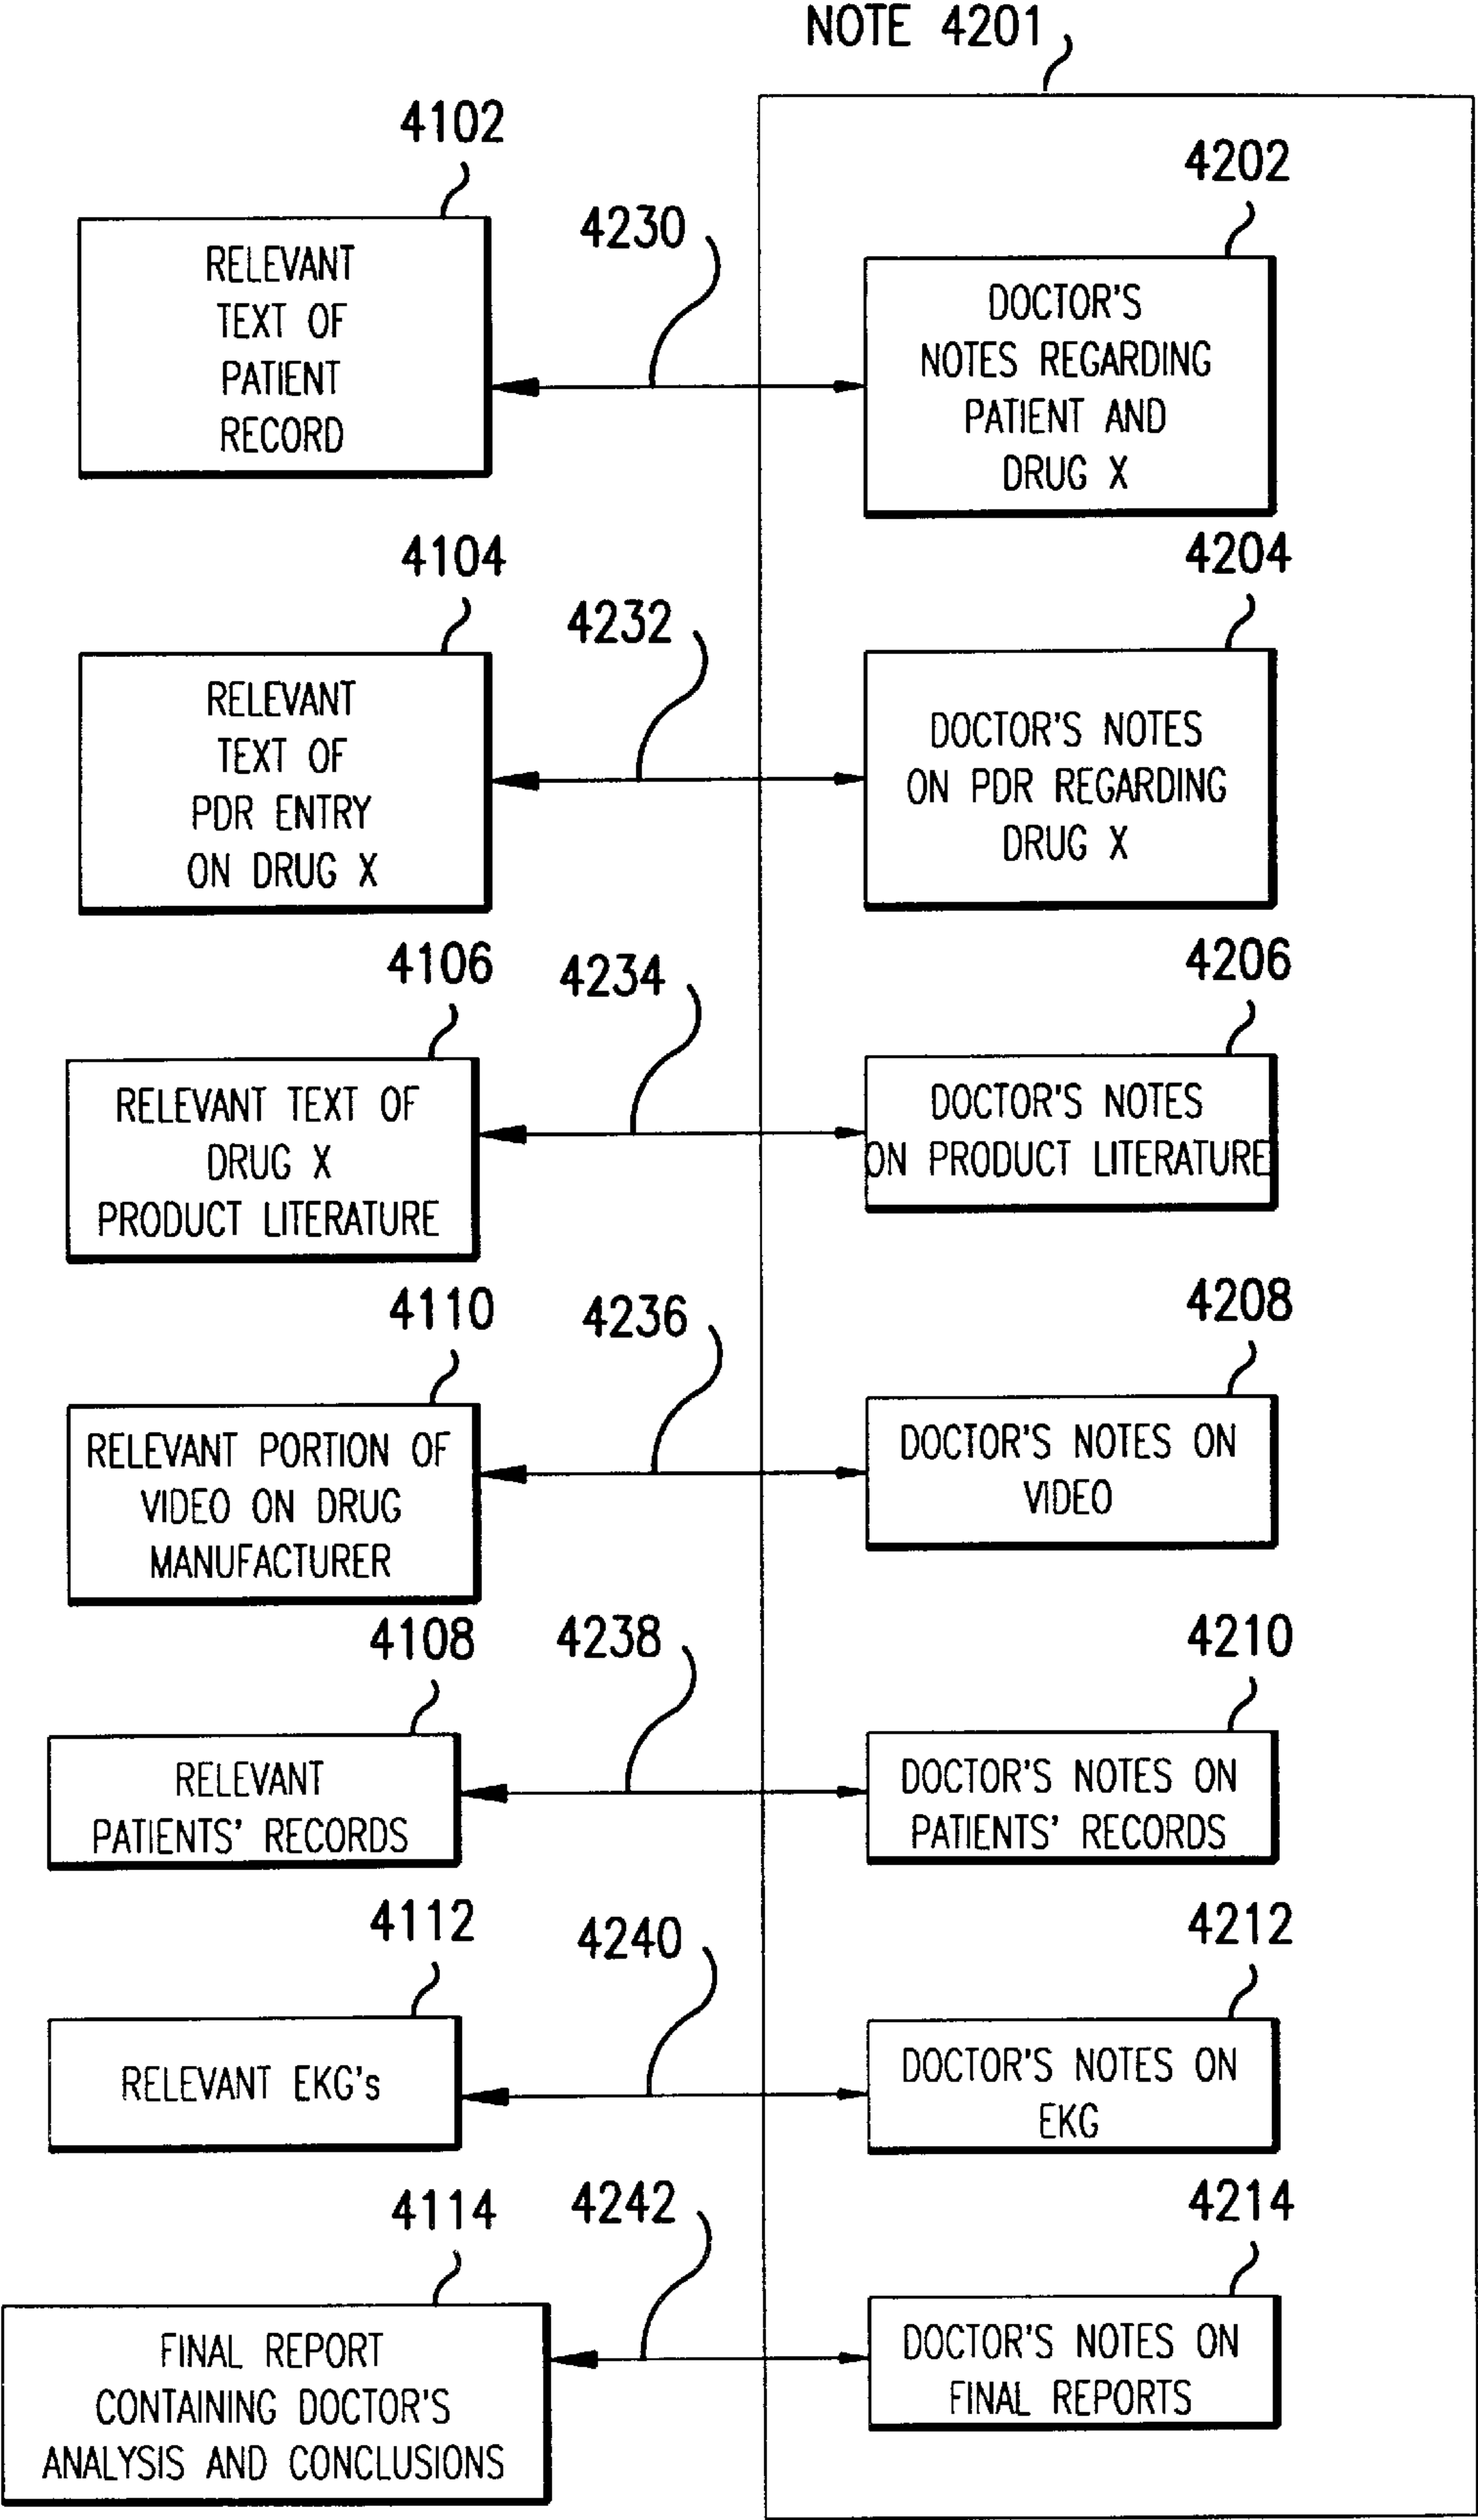 NOTE 4201
4102
RELEVANT
TEXT OF
PATIENT
RECORD
4230
4202
DOCTOR'S
NOTES REGARDING
PATIENT AND
DRUG X
4104
RELEVANT
TEXT OF
PDR ENTRY
ON DRUG X
4232
4204
DOCTOR'S NOTES
ON PDR REGARDING
DRUG X
4106
RELEVANT TEXT OF
DRUG X
PRODUCT LITERATURE
4234
4206
DOCTOR'S NOTES
ON PRODUCT LITERATURE
4110
RELEVANT PORTION OF
VIDEO ON DRUG
MANUFACTURER
4236
4208
DOCTOR'S NOTES ON
VIDEO
4108
RELEVANT
PATIENTS' RECORDS
4238
4210
DOCTOR'S NOTES ON
PATIENTS' RECORDS
4112
RELEVANT EKG's
4240
4212
DOCTOR'S NOTES ON
EKG
4114
FINAL REPORT
CONTAINING DOCTOR'S
ANALYSIS AND CONCLUSIONS
4242
4214
DOCTOR'S NOTES ON
FINAL REPORTS